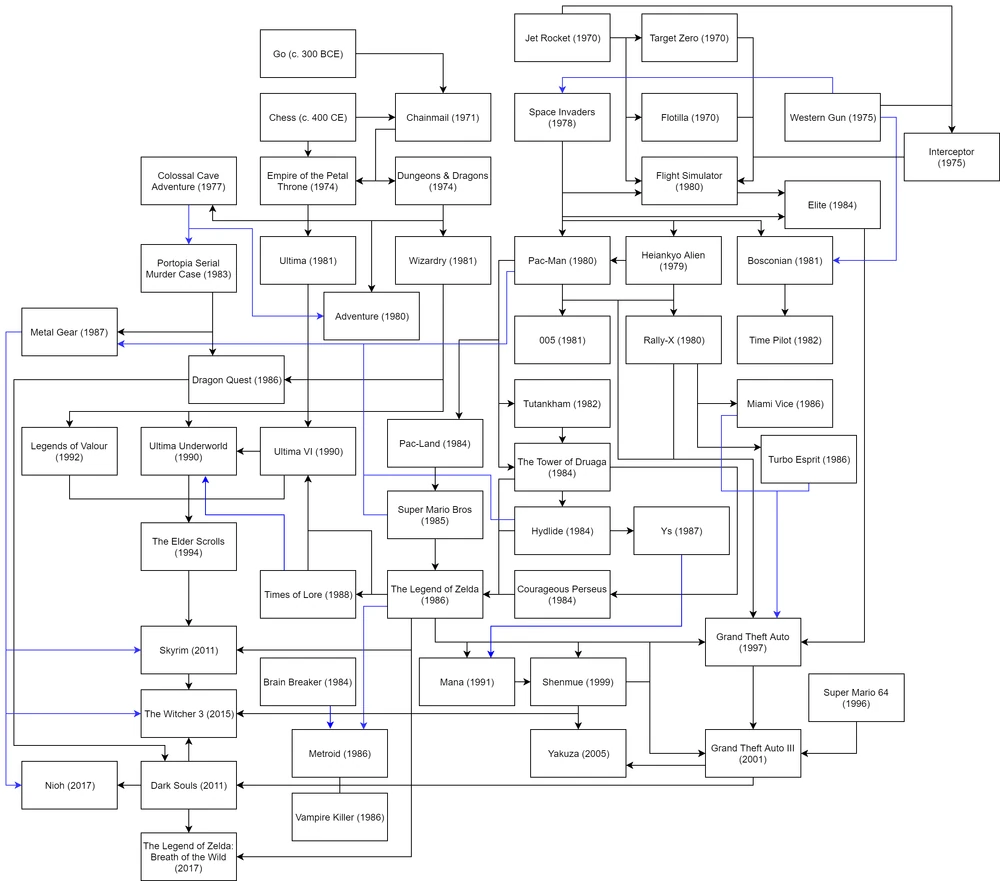 Jet Rocket (1970)
Target Zero (1970)
Go (c. 300 BCE)
Chess (c. 400 CE)
Chainmail (1971)
Space Invaders
(1978)
Flotilla (1970)
Western Gun (1975)
Interceptor
(1975)
Colossal Cave
Adventure (1977)
Empire of the Petal
Throne (1974)
Dungeons & Dragons
(1974)
Flight Simulator
(1980)
Elite (1984)
Portopia Serial
Murder Case (1983)
Ultima (1981)
Wizardry (1981)
Pac-Man (1980)
Heiankyo Alien
(1979)
Bosconian (1981)
Metal Gear (1987)
Adventure (1980)
005 (1981)
Rally-X (1980)
Time Pilot (1982)
Dragon Quest (1986)
Tutankham (1982)
Miami Vice (1986)
Legends of Valour
(1992)
Ultima Underworld
(1990)
Ultima VI (1990)
Pac-Land (1984)
The Tower of Druaga
(1984)
Turbo Esprit (1986)
Super Mario Bros
(1985)
Hydlide (1984)
Ys (1987)
The Elder Scrolls
(1994)
Times of Lore (1988)
The Legend of Zelda
(1986)
Courageous Perseus
(1984)
Skyrim (2011)
Grand Theft Auto
(1997)
Brain Breaker (1984)
Mana (1991)
Shenmue (1999)
Super Mario 64
(1996)
The Witcher 3 (2015)
Metroid (1986)
Yakuza (2005)
Grand Theft Auto III
(2001)
Nioh (2017)
Dark Souls (2011)
Vampire Killer (1986)
The Legend of Zelda:
Breath of the Wild
(2017)